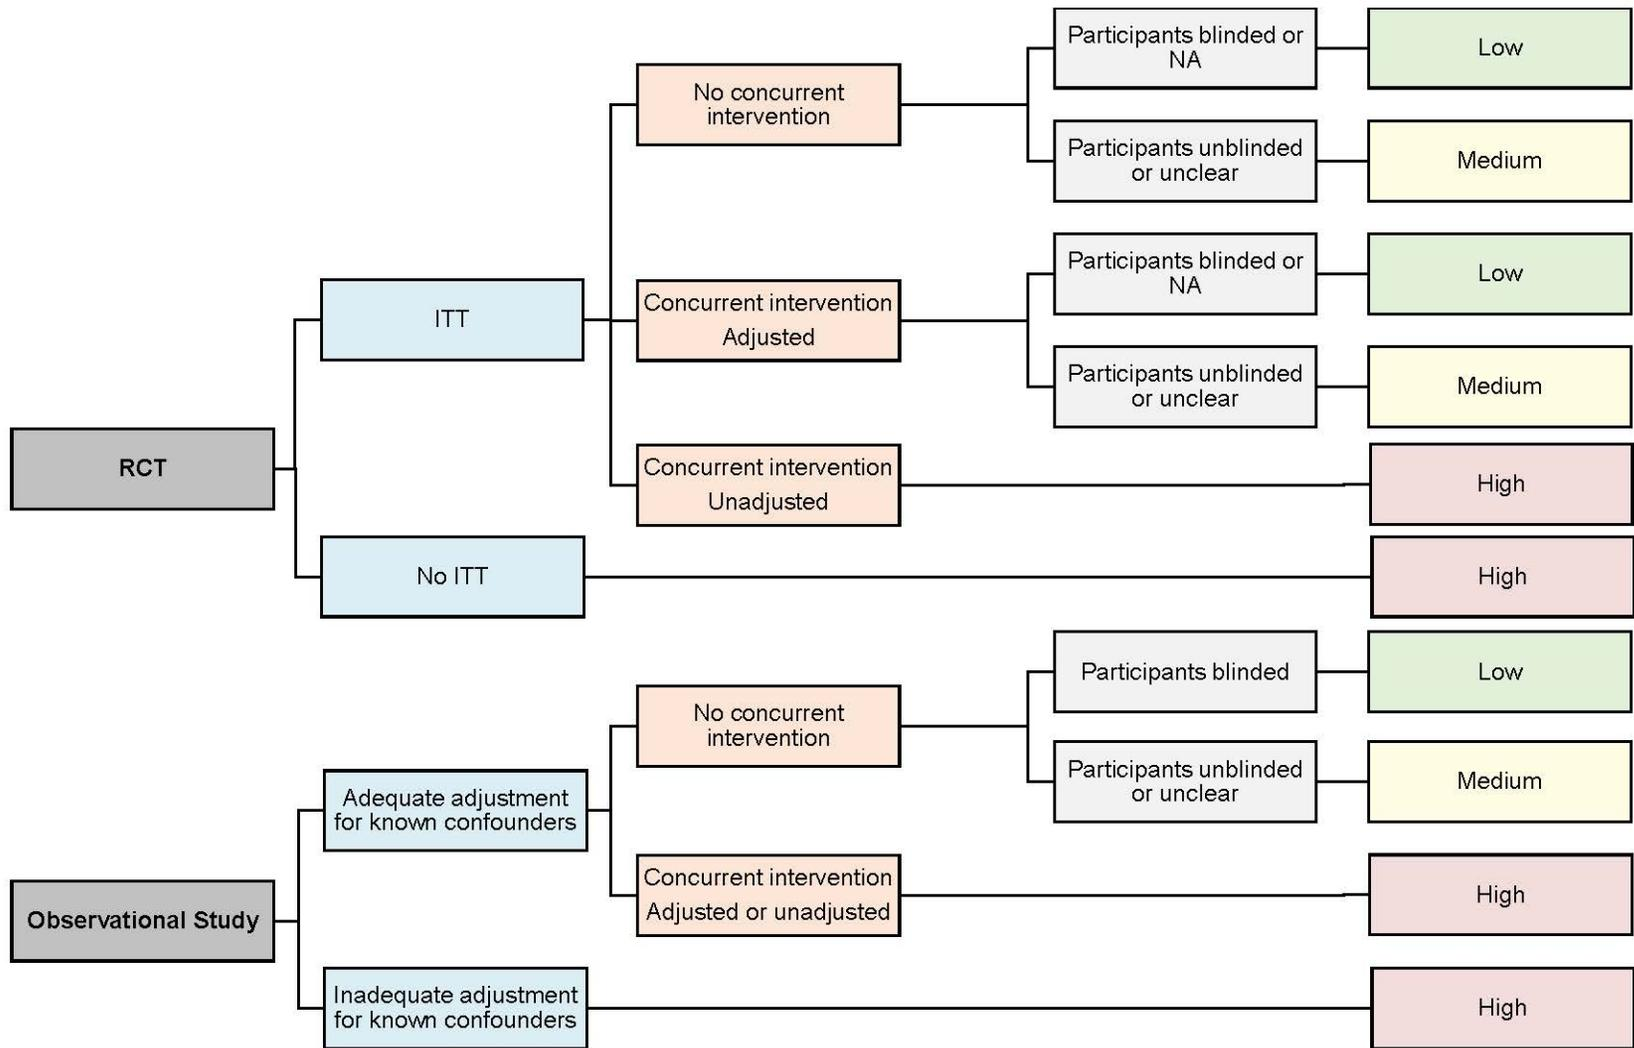 Participants blinded or
NA
Low
No concurrent
intervention
Participants unblinded
or unclear
Medium
Participants blinded or
NA
Low
ITT
Concurrent intervention
Adjusted
Participants unblinded
or unclear
Medium
RCT
Concurrent intervention
Unadjusted
High
No ITT
High
Participants blinded
Low
No concurrent
intervention
Participants unblinded
or unclear
Medium
Adequate adjustment
for known confounders
Concurrent intervention
Adjusted or unadjusted
High
Observational Study
Inadequate adjustment
for known confounders
High